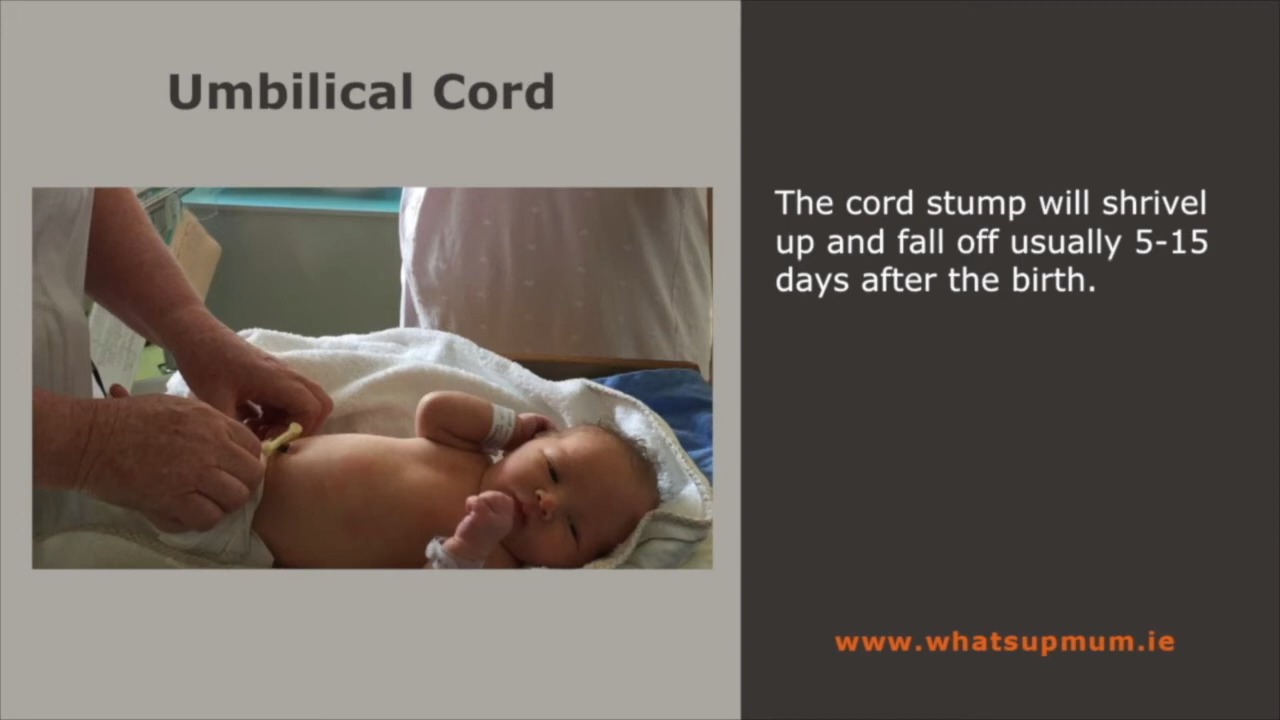 Umbilical Cord
The cord stump will shrivel
up and fall off usually 5-15
days after the birth.
www.whatsupmum.ie